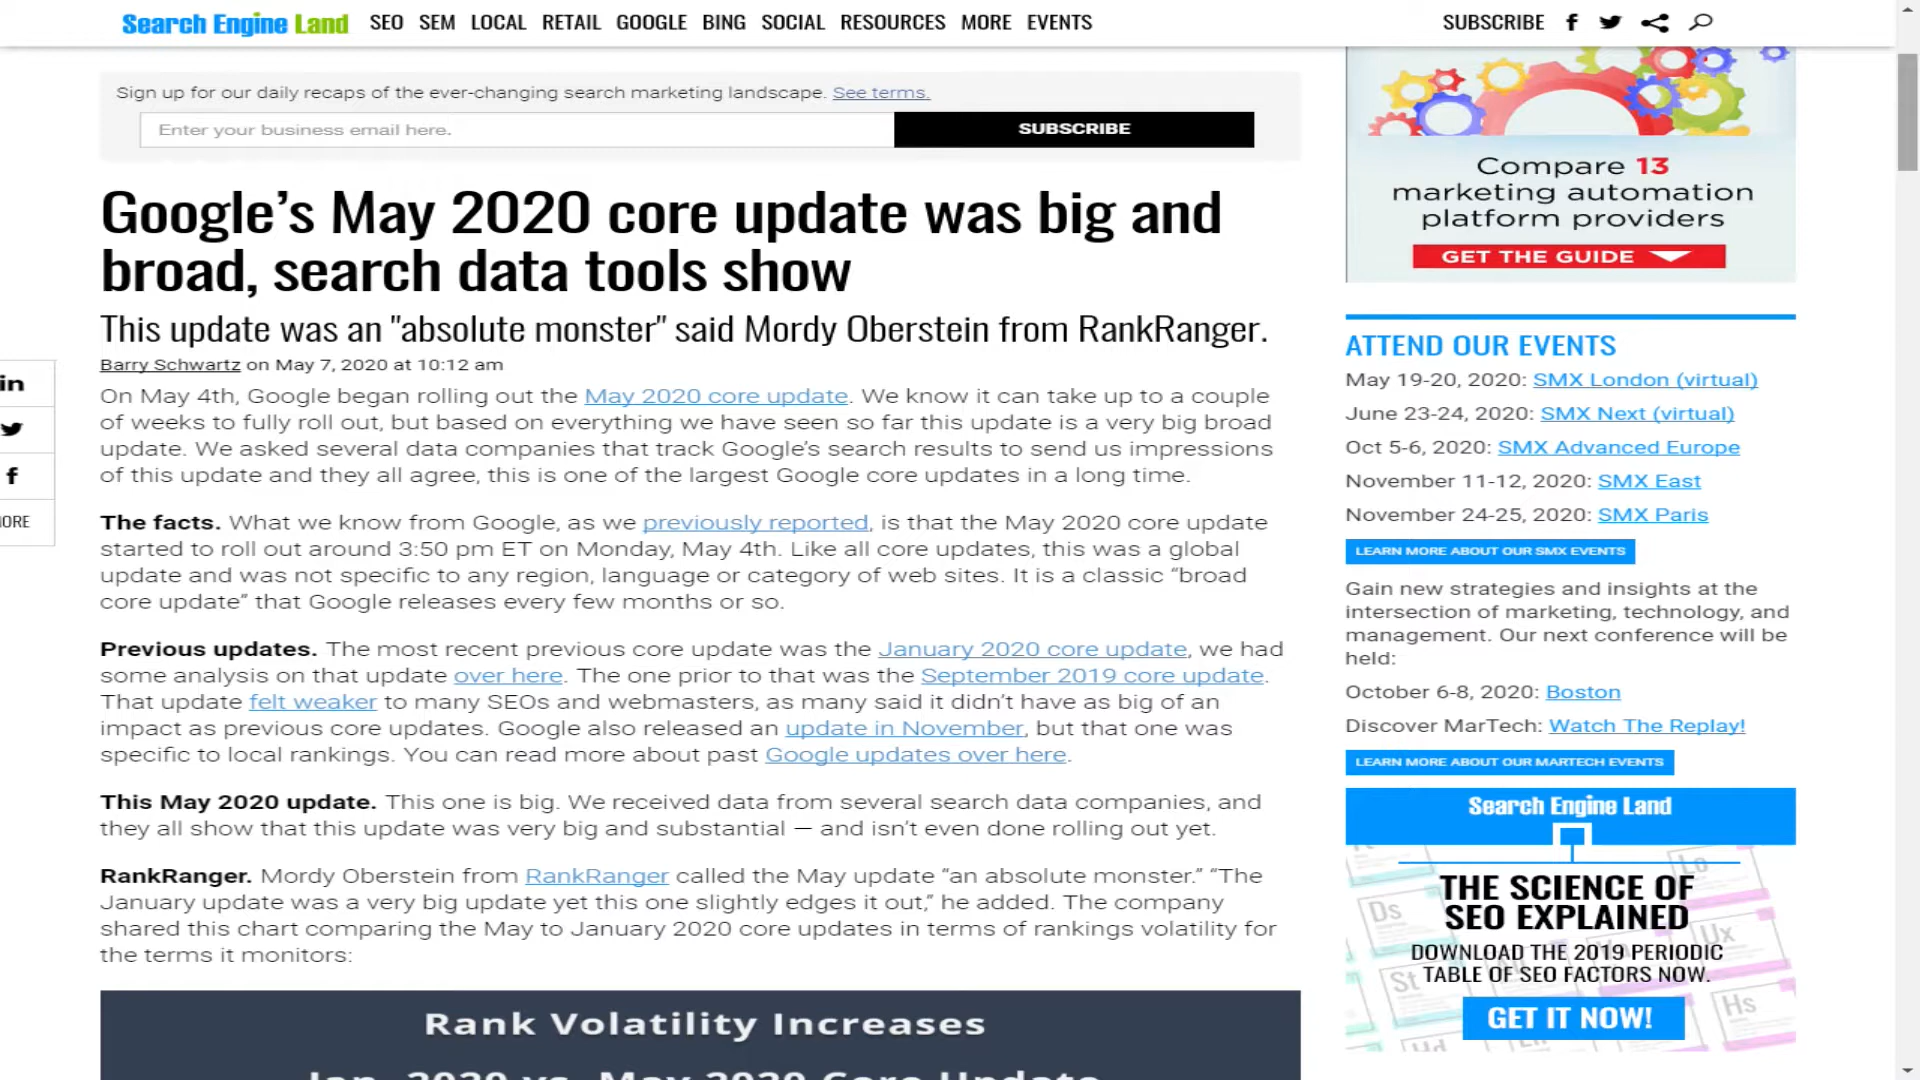 Search Engine Land SEO SEM LOCAL RETAIL GOOGLE BING SOCIAL RESOURCES MORE EVENTS SUBSCRIBE
Sign up for our daily recaps of the ever-changing search marketing landscape. See terms.
Enter your business email here. SUBSCRIBE
Google’s May 2020 core update was big and
broad, search data tools show
This update was an "absolute monster" said Mordy Oberstein from RankRanger.
Barry Schwartz on May 7, 2020 at 10:12 am
On May 4th, Google began rolling out the May 2020 core update. We know it can take up to a couple
of weeks to fully roll out, but based on everything we have seen so far this update is a very big broad
update. We asked several data companies that track Google’s search results to send us impressions
of this update and they all agree, this is one of the largest Google core updates in a long time.
The facts. What we know from Google, as we previously reported, is that the May 2020 core update
started to roll out around 3:50 pm ET on Monday, May 4th. Like all core updates, this was a global
update and was not specific to any region, language or category of web sites. It is a classic “broad
core update” that Google releases every few months or so.
Previous updates. The most recent previous core update was the January 2020 core update, we had
some analysis on that update over here. The one prior to that was the September 2019 core update.
That update felt weaker to many SEOs and webmasters, as many said it didn’t have as big of an
impact as previous core updates. Google also released an update in November, but that one was
specific to local rankings. You can read more about past Google updates over here.
This May 2020 update. This one is big. We received data from several search data companies, and
they all show that this update was very big and substantial — and isn’t even done rolling out yet.
RankRanger. Mordy Oberstein from RankRanger called the May update “an absolute monster.” “The
January update was a very big update yet this one slightly edges it out,” he added. The company
shared this chart comparing the May to January 2020 core updates in terms of rankings volatility for
the terms it monitors:
Rank Volatility Increases
Jan. 2020 vs. May 2020 Core Update
in
f
ORE
Compare 13
marketing automation
platform providers
GET THE GUIDE
ATTEND OUR EVENTS
May 19-20, 2020: SMX London (virtual)
June 23-24, 2020: SMX Next (virtual)
Oct 5-6, 2020: SMX Advanced Europe
November 11-12, 2020: SMX East
November 24-25, 2020: SMX Paris
LEARN MORE ABOUT OUR SMX EVENTS
Gain new strategies and insights at the
intersection of marketing, technology, and
management. Our next conference will be
held:
October 6-8, 2020: Boston
Discover MarTech: Watch The Replay!
LEARN MORE ABOUT OUR MARTECH EVENTS
Search Engine Land
Lo
THE SCIENCE OF
Ds
SEO EXPLAINED
Ux
DOWNLOAD THE 2019 PERIODIC
TABLE OF SEO FACTORS NOW.
St
Hs
GET IT NOW!